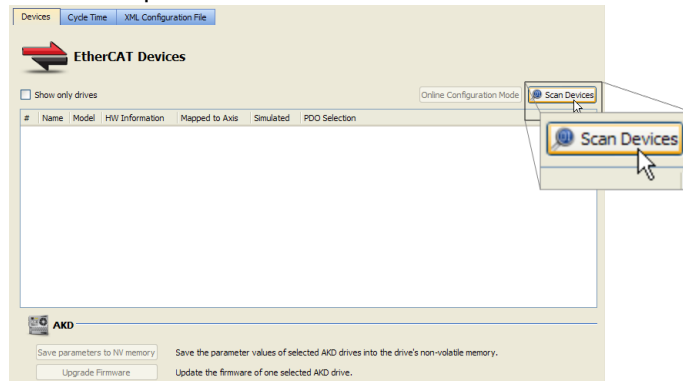 Devices Cycle Time XML Configuration File
EtherCAT Devices
Show only drives Online Configuration Mode Scan Devices
# Name Model HW Information Mapped to Axis Simulated PDO Selection
Scan Devices
AKD
Save parameters to NV memory Save the parameter values of selected AKD drives into the drive's non-volatile memory.
Upgrade Firmware Update the firmware of one selected AKD drive.